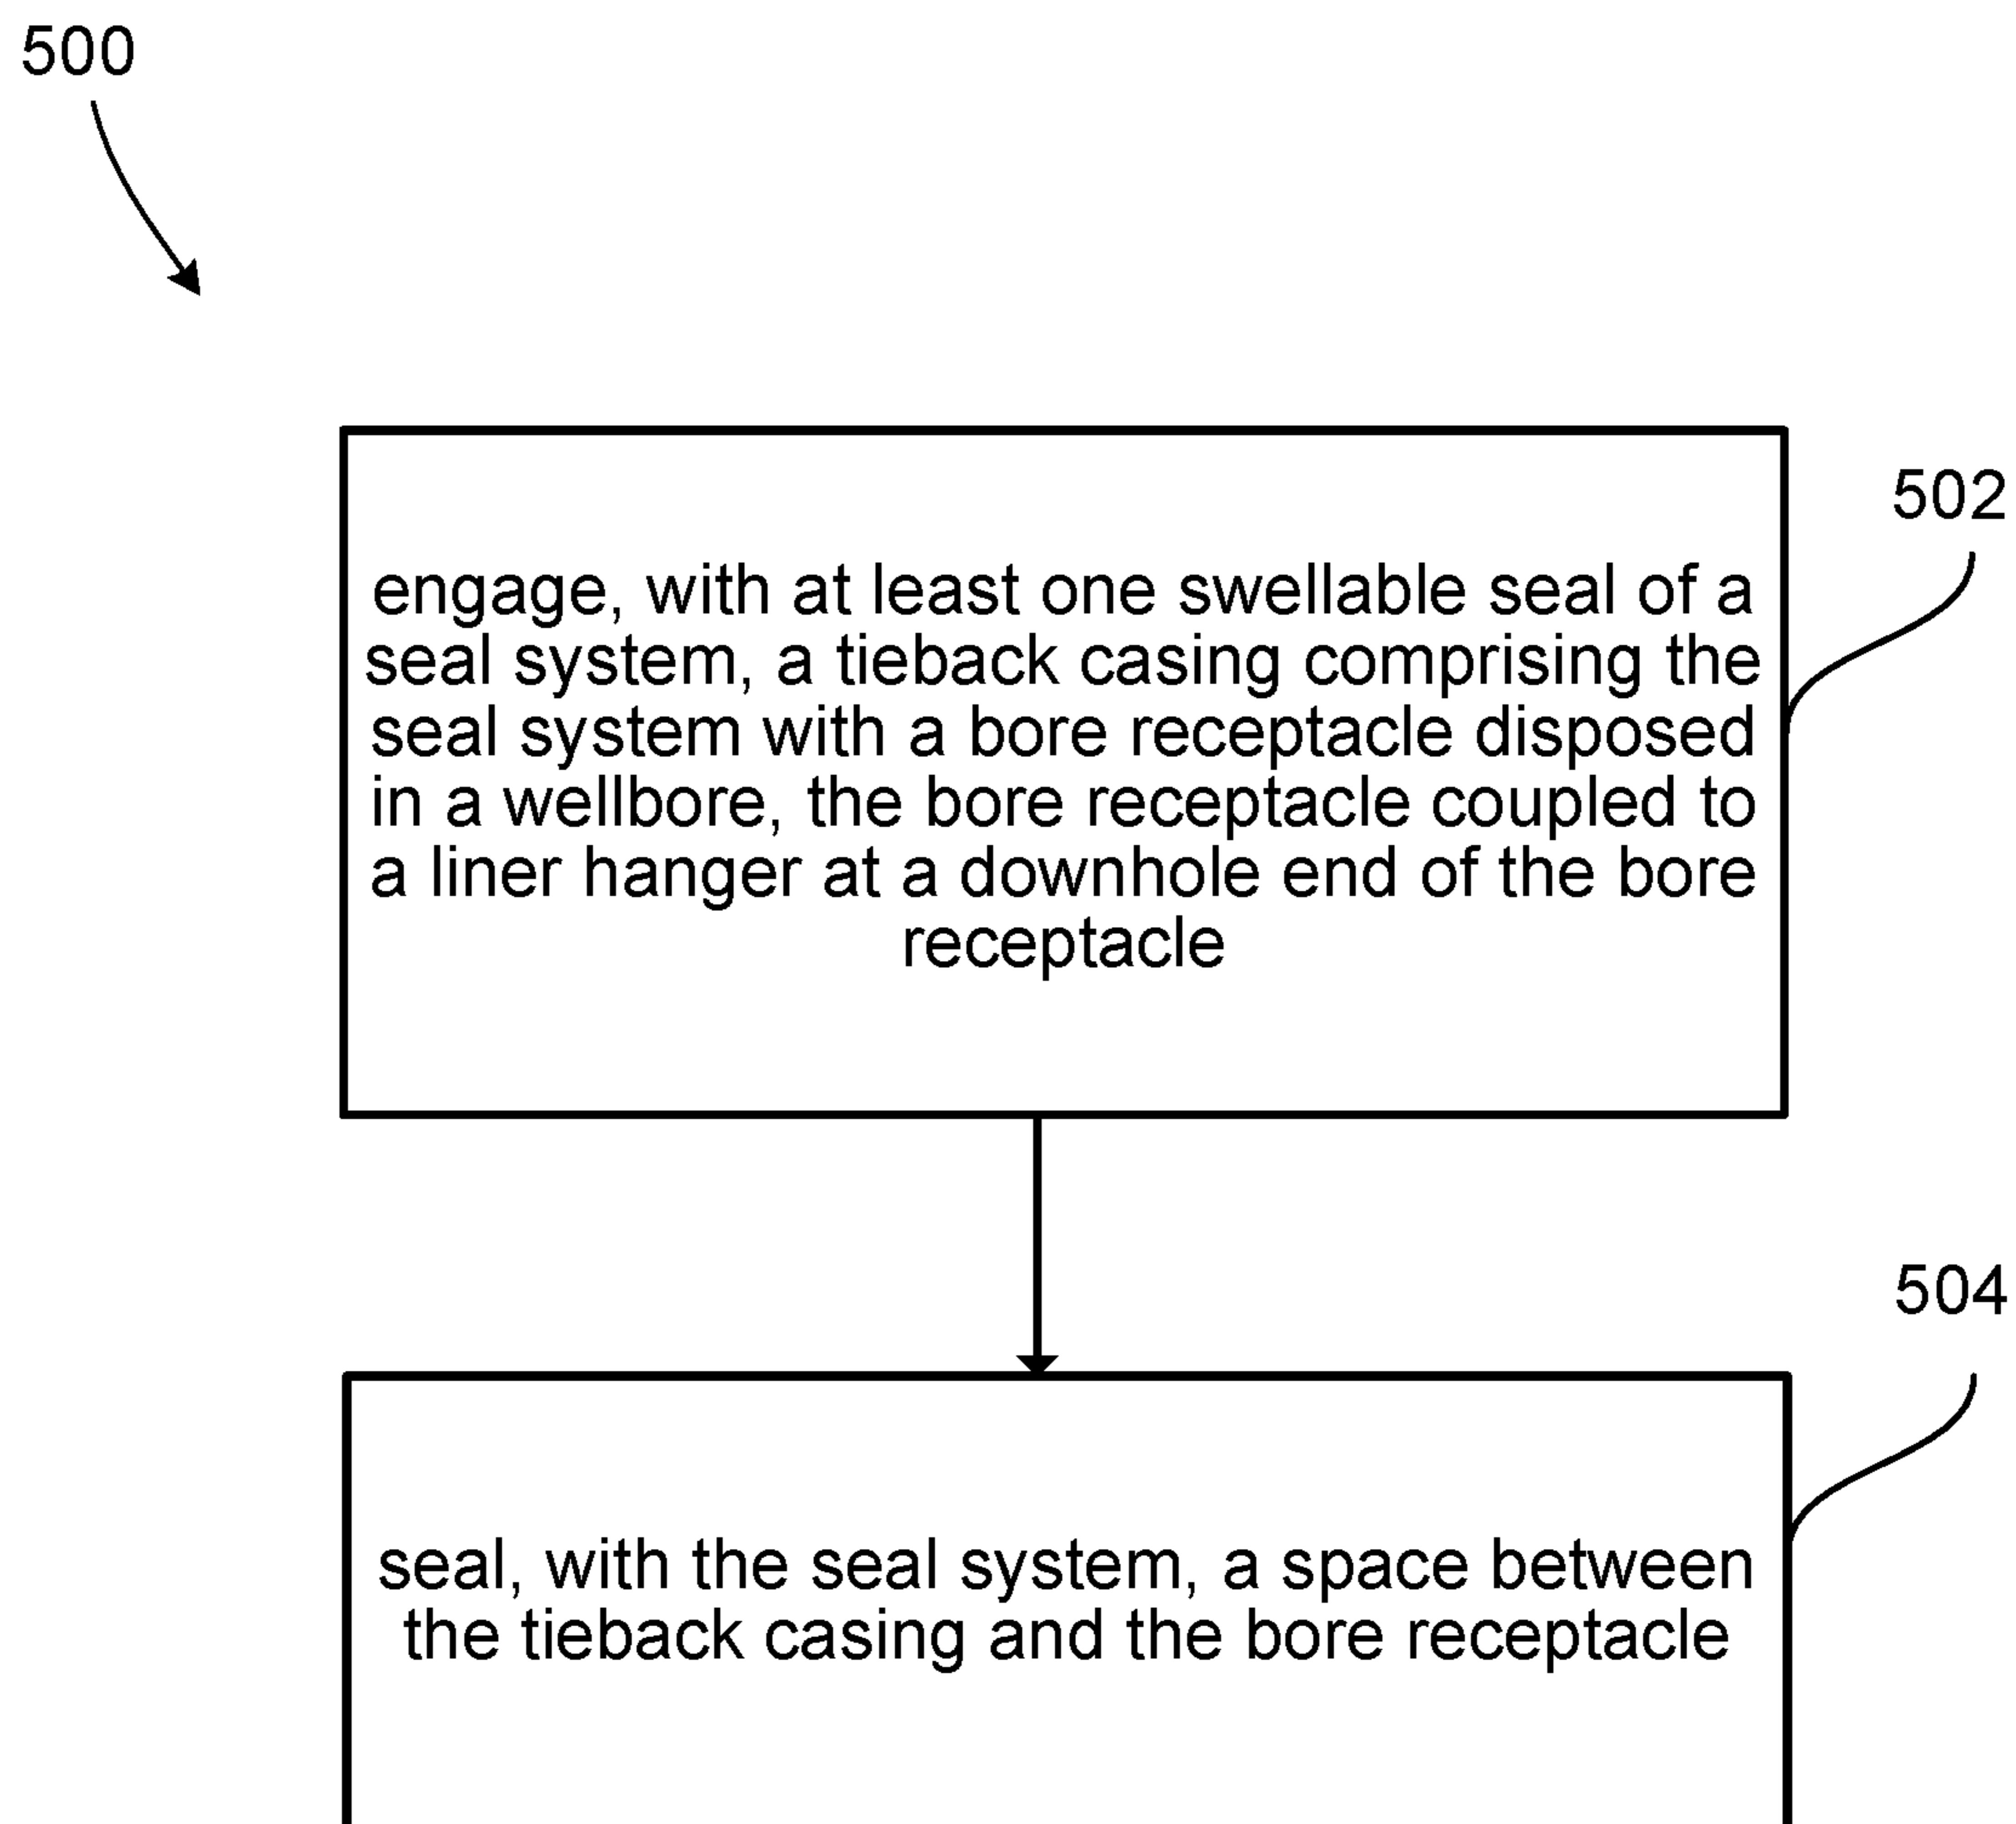 500
502
engage, with at least one swellable seal of a
seal system, a tieback casing comprising the
seal system with a bore receptacle disposed
in a wellbore, the bore receptacle coupled to
a liner hanger at a downhole end of the bore
receptacle
504
seal, with the seal system, a space between
the tieback casing and the bore receptacle